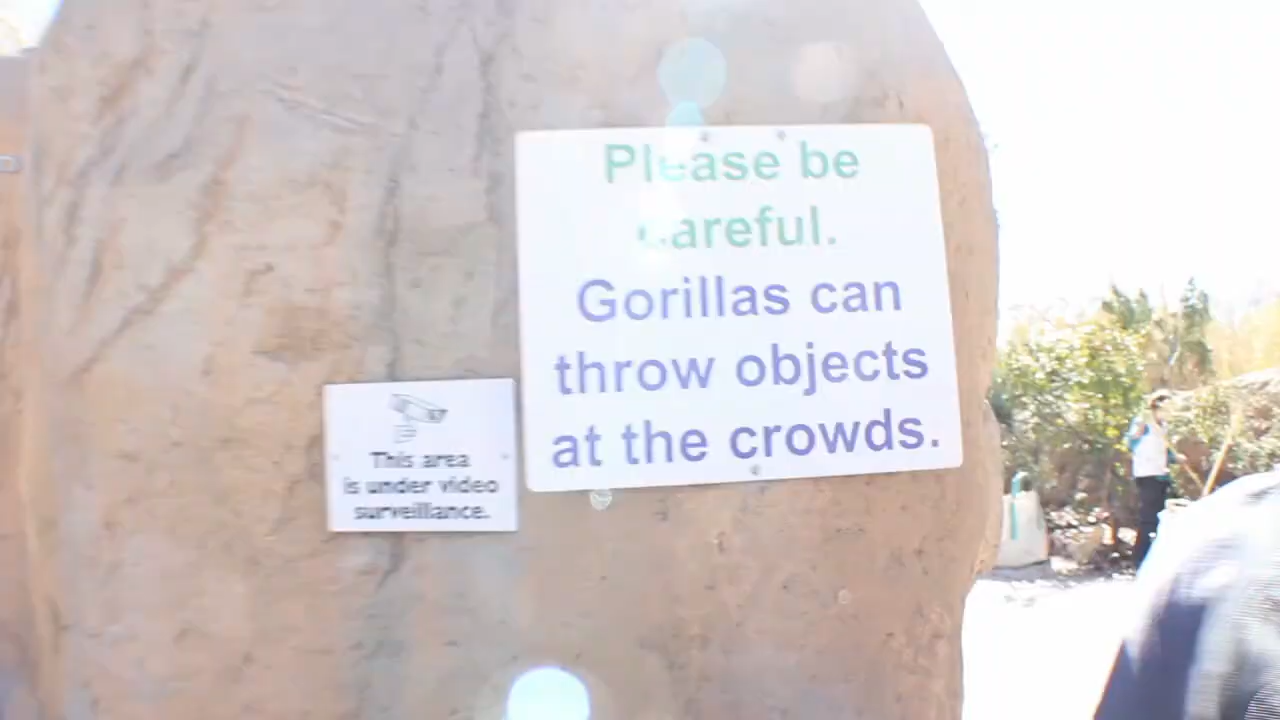 Please be
careful.
Gorillas can
throw objects
at the crowds.
This area
is under video
surveillance.